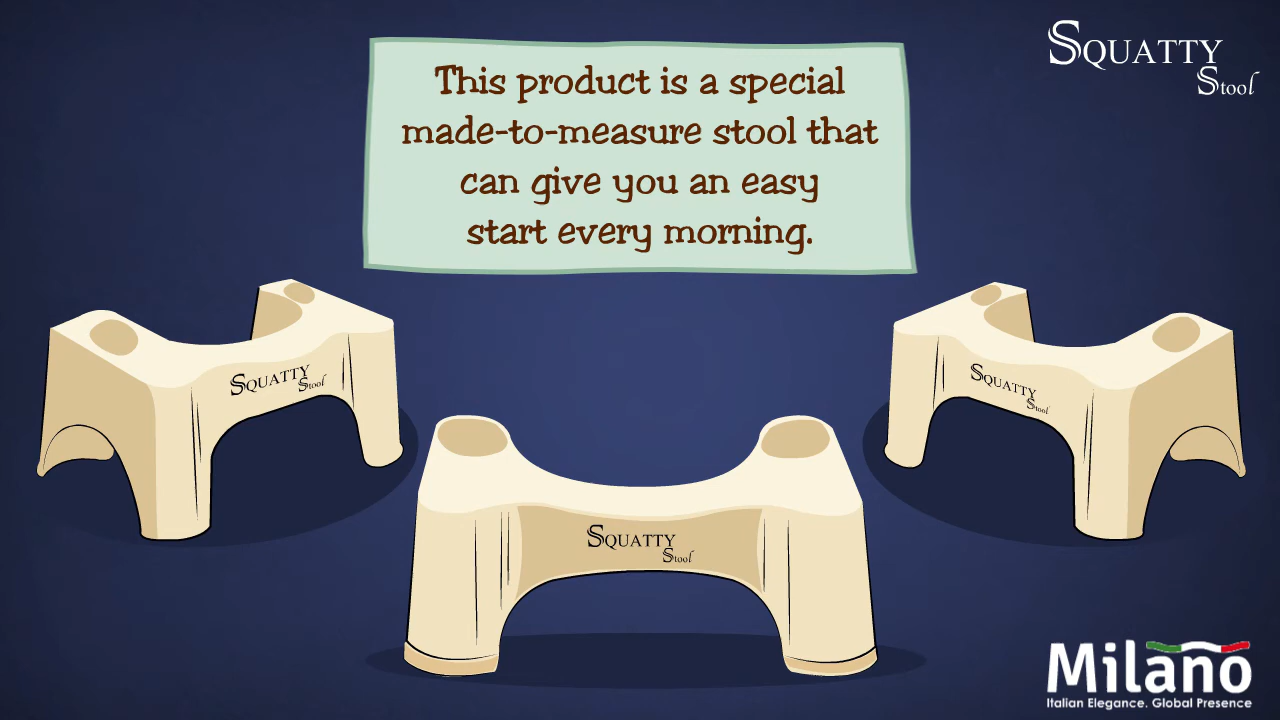 This product is a special
made-to-measure stool that
can give you an easy
start every morning.
SQUATTY
Stool
SQUATTY
Stool
SQUATTY
Stool
SQUATTY
Stool
Milano
Italian Elegance. Global Presence